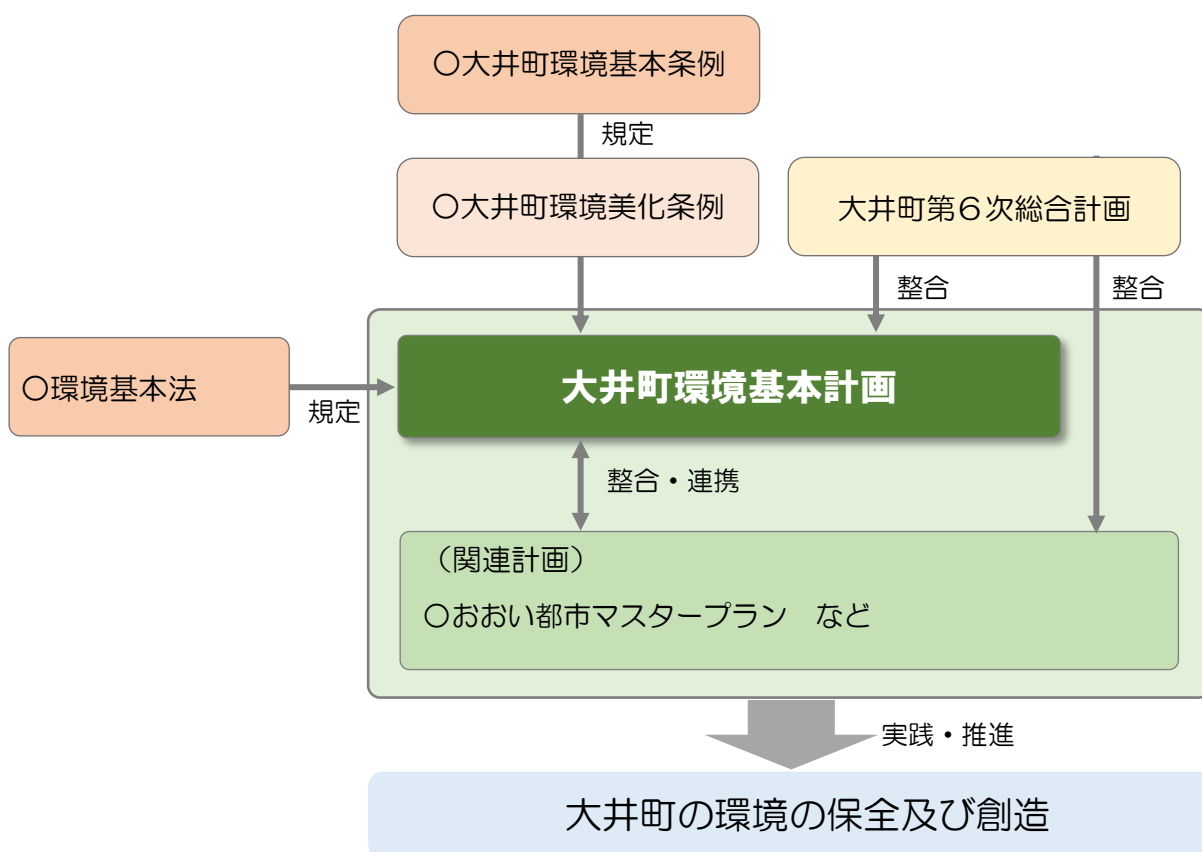 〇大井町環境基本条例
規定
〇大井町環境美化条例
大井町第6次総合計画
整合
整合
〇環境基本法
規定
大井町環境基本計画
整合・連携
（関連計画）
〇おおい都市マスタープラン　など
実践・推進
大井町の環境の保全及び創造